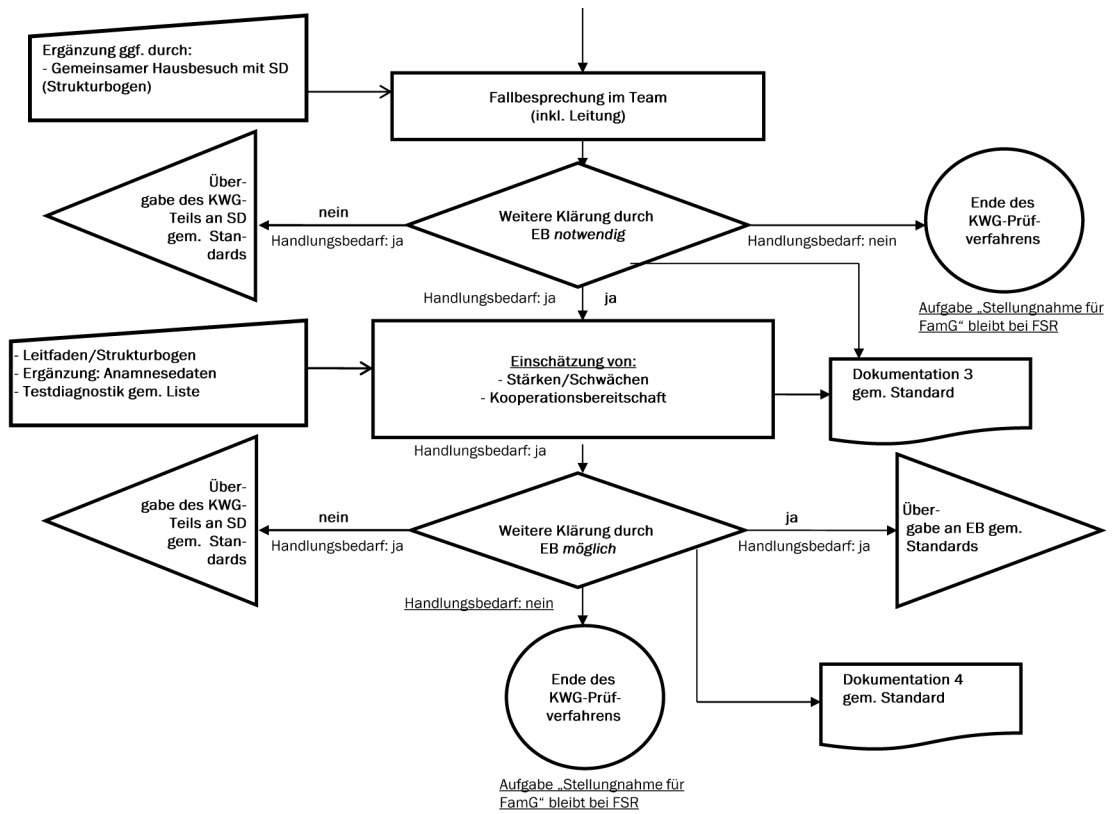 Ergänzung ggf. durch:
- Gemeinsamer Hausbesuch mit SD
(Strukturbogen)
Fallbesprechung im Team
(inkl. Leitung)
Über-
gabe des KWG-
Teils an SD
gem. Stan-
dards
nein
Handlungsbedarf: ja
Weitere Klärung durch
EB notwendig
Handlungsbedarf: nein
Ende des
KWG-Prüf-
verfahrens
Aufgabe „Stellungnahme für
FamG“ bleibt bei FSR
Handlungsbedarf: ja
ja
- Leitfaden/Strukturbogen
- Ergänzung: Anamnesedaten
- Testdiagnostik gem. Liste
Einschätzung von:
- Stärken/Schwächen
- Kooperationsbereitschaft
Dokumentation 3
gem. Standard
Handlungsbedarf: ja
Über-
gabe des KWG-
Teils an SD
gem. Stan-
dards
nein
Handlungsbedarf: ja
Weitere Klärung durch
EB möglich
ja
Handlungsbedarf: ja
Über-
gabe an EB gem.
Standards
Handlungsbedarf: nein
Ende des
KWG-Prüf-
verfahrens
Dokumentation 4
gem. Standard
Aufgabe „Stellungnahme für
FamG“ bleibt bei FSR